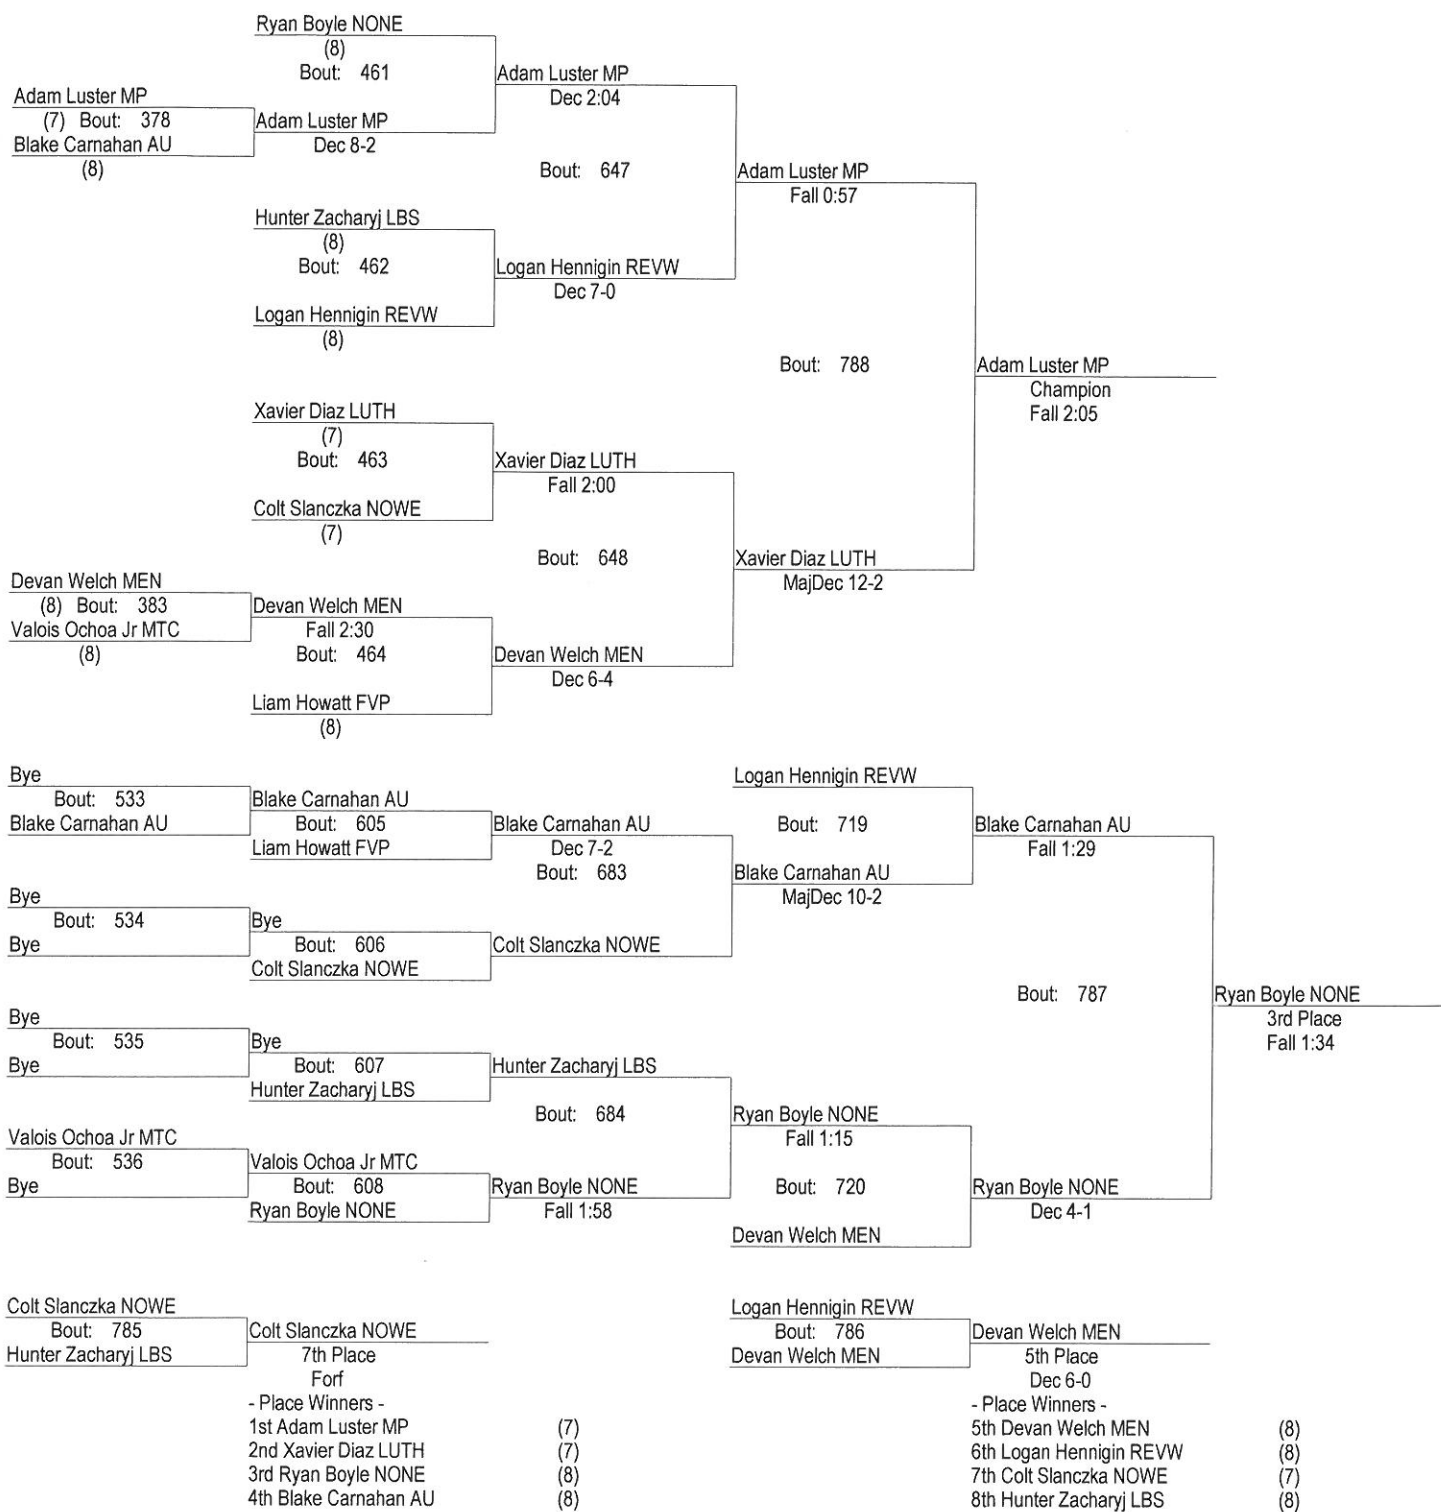 Ryan Boyle NONE
(8)
Bout: 461
Adam Luster MP
Dec 2:04
Adam Luster MP
(7) Bout: 378
Blake Carnahan AU
(8)
Adam Luster MP
Dec 8-2
Bout: 647
Adam Luster MP
Fall 0:57
Hunter Zacharyj LBS
(8)
Bout: 462
Logan Hennigin REVW
Dec 7-0
Logan Hennigin REVW
(8)
Bout: 788
Adam Luster MP
Champion
Fall 2:05
Xavier Diaz LUTH
(7)
Bout: 463
Xavier Diaz LUTH
Fall 2:00
Colt Slanczka NOWE
(7)
Bout: 648
Xavier Diaz LUTH
MajDec 12-2
Devan Welch MEN
(8) Bout: 383
Valois Ochoa Jr MTC
(8)
Devan Welch MEN
Fall 2:30
Bout: 464
Devan Welch MEN
Dec 6-4
Liam Howatt FVP
(8)
Bye
Bout: 533
Blake Carnahan AU
Blake Carnahan AU
Bout: 605
Liam Howatt FVP
Blake Carnahan AU
Dec 7-2
Bout: 683
Logan Hennigin REVW
Bout: 719
Blake Carnahan AU
MajDec 10-2
Blake Carnahan AU
Fall 1:29
Bye
Bout: 534
Bye
Bye
Bout: 606
Colt Slanczka NOWE
Colt Slanczka NOWE
Bout: 787
Ryan Boyle NONE
3rd Place
Fall 1:34
Bye
Bout: 535
Bye
Bye
Bout: 607
Hunter Zacharyj LBS
Hunter Zacharyj LBS
Bout: 684
Ryan Boyle NONE
Fall 1:15
Bout: 720
Devan Welch MEN
Ryan Boyle NONE
Dec 4-1
Valois Ochoa Jr MTC
Bout: 536
Bye
Valois Ochoa Jr MTC
Bout: 608
Ryan Boyle NONE
Ryan Boyle NONE
Fall 1:58
Colt Slanczka NOWE
Bout: 785
Hunter Zacharyj LBS
Colt Slanczka NOWE
7th Place
Forf
Logan Hennigin REVW
Bout: 786
Devan Welch MEN
Devan Welch MEN
5th Place
Dec 6-0
- Place Winners -
1st Adam Luster MP (7)
2nd Xavier Diaz LUTH (7)
3rd Ryan Boyle NONE (8)
4th Blake Carnahan AU (8)
- Place Winners -
5th Devan Welch MEN (8)
6th Logan Hennigin REVW (8)
7th Colt Slanczka NOWE (7)
8th Hunter Zacharyj LBS (8)